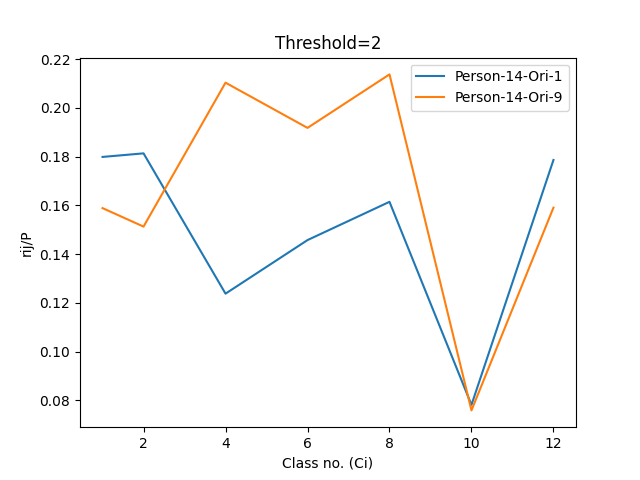 Threshold=2
Person-14-Ori-1
Person-14-Ori-9
rij/P
0.22
0.20
0.18
0.16
0.14
0.12
0.10
0.08
2 4 6 8 10 12
Class no. (Ci)